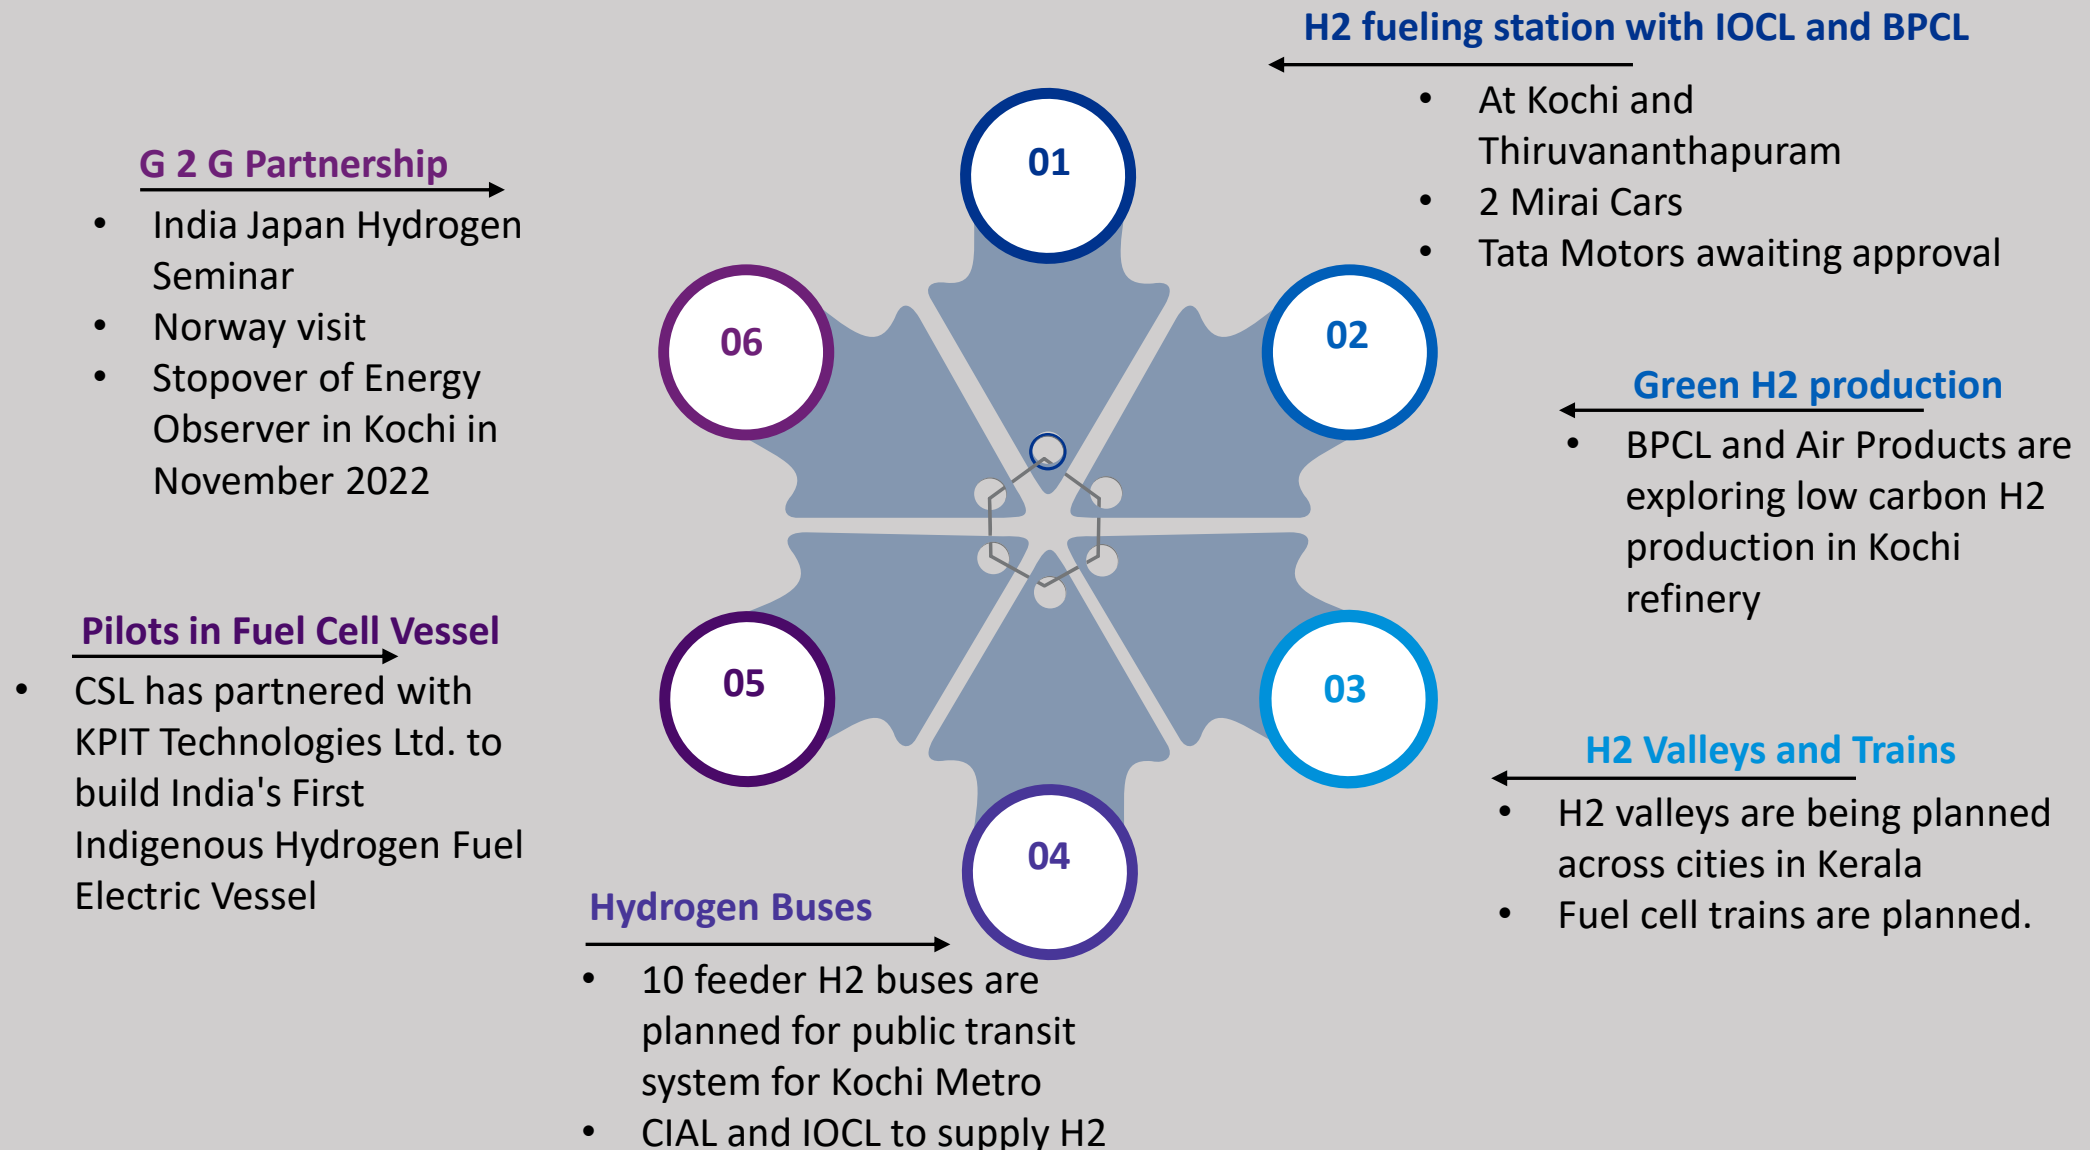 H2 fueling station with IOCL and BPCL
• At Kochi and
Thiruvananthapuram
• 2 Mirai Cars
• Tata Motors awaiting approval
01
02
Green H2 production
• BPCL and Air Products are
exploring low carbon H2
production in Kochi
refinery
03
H2 Valleys and Trains
• H2 valleys are being planned
across cities in Kerala
• Fuel cell trains are planned.
04
Hydrogen Buses
• 10 feeder H2 buses are
planned for public transit
system for Kochi Metro
• CIAL and IOCL to supply H2
05
Pilots in Fuel Cell Vessel
• CSL has partnered with
KPIT Technologies Ltd. to
build India's First
Indigenous Hydrogen Fuel
Electric Vessel
06
G 2 G Partnership
• India Japan Hydrogen
Seminar
• Norway visit
• Stopover of Energy
Observer in Kochi in
November 2022